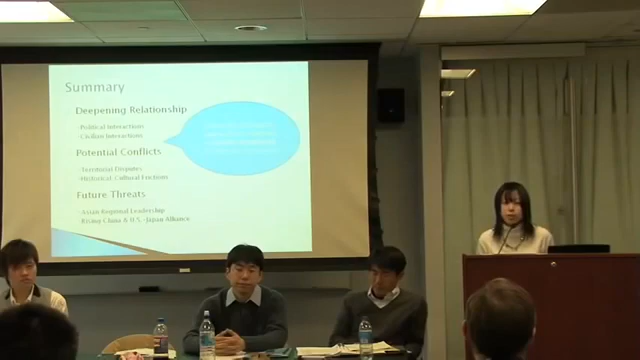 Summary
Deepening Relationship
-Political Interactions
-Civilian Interactions
Potential Conflicts
-Territorial Disputes
-Historical, Cultural Frictions
Future Threats
-Asian Regional Leadership
-Rising China & U.S.-Japan Alliance